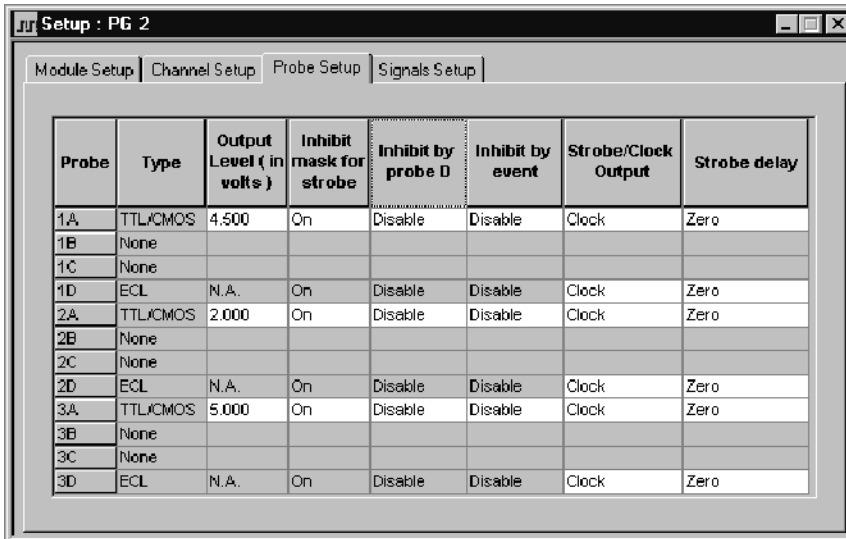 Setup : PG 2
Module Setup Channel Setup Probe Setup Signals Setup
Probe Type Output Level ( in volts ) Inhibit mask for strobe Inhibit by probe D Inhibit by event Strobe/Clock Output Strobe delay
1A TTL/CMOS 4.500 On Disable Disable Clock Zero
1B None
1C None
1D ECL N.A. On Disable Disable Clock Zero
2A TTL/CMOS 2.000 On Disable Disable Clock Zero
2B None
2C None
2D ECL N.A. On Disable Disable Clock Zero
3A TTL/CMOS 5.000 On Disable Disable Clock Zero
3B None
3C None
3D ECL N.A. On Disable Disable Clock Zero